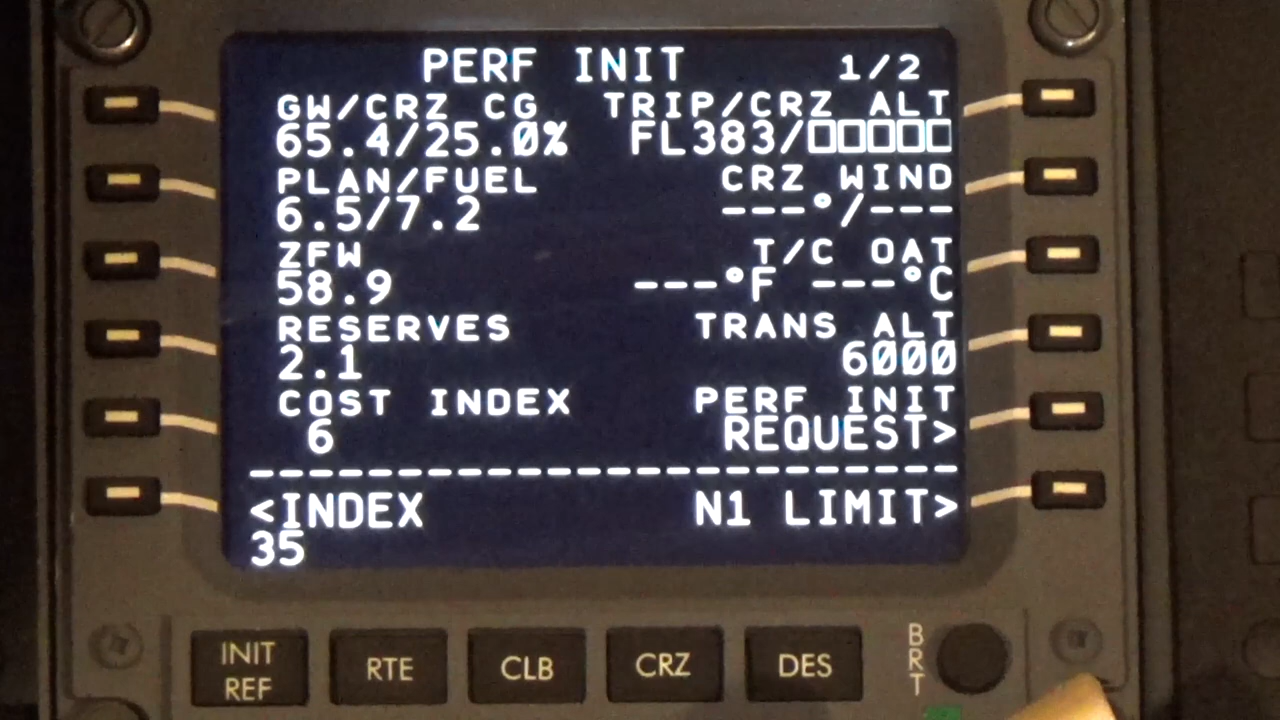 PERF INIT 1/2
GW/CRZ CG TRIP/CRZ ALT
65.4/25.0% FL383/□□□□□
PLAN/FUEL CRZ WIND
6.5/7.2 ---°/---
ZFW T/C OAT
58.9 ---°F ---°C
RESERVES TRANS ALT
2.1 6000
COST INDEX PERF INIT
6 REQUEST>
------------------------
<INDEX N1 LIMIT>
35
INIT REF RTE CLB CRZ DES BRT